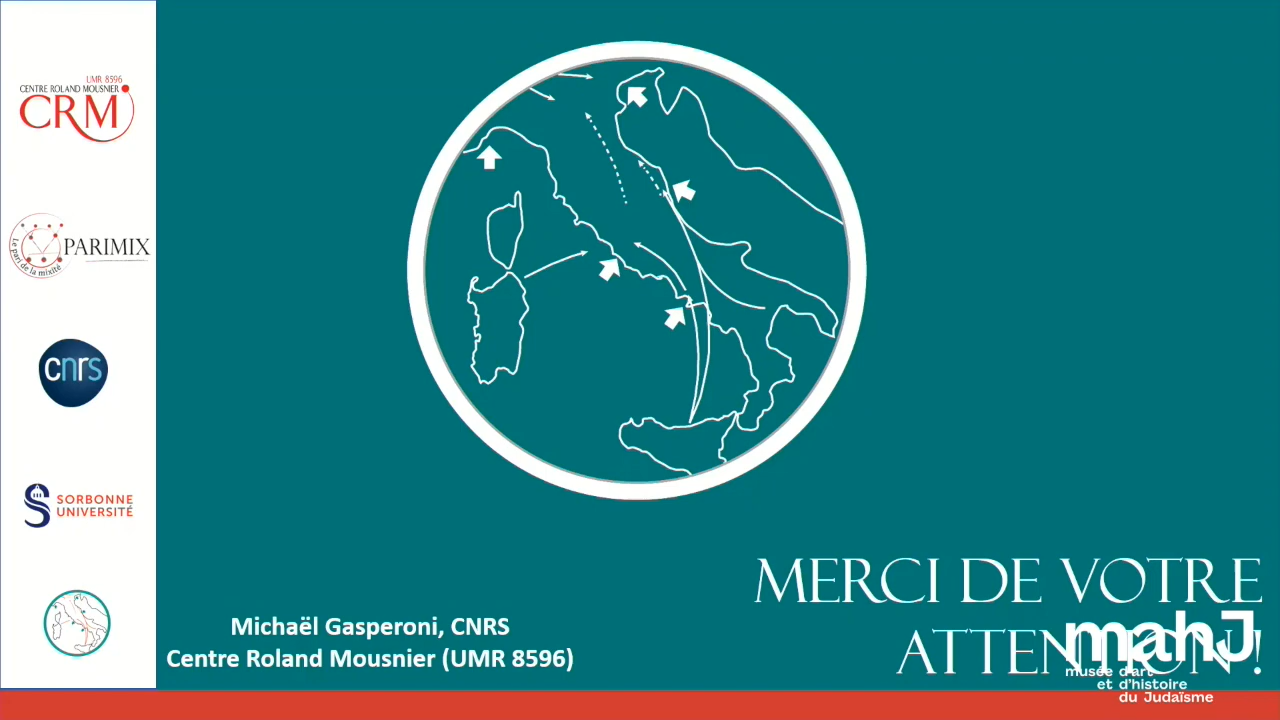 UMR 8596
CENTRE ROLAND MOUSNIER
CRM
PARIMIX
Le pari de la mixité
cnrs
SORBONNE
UNIVERSITÉ
Michaël Gasperoni, CNRS
Centre Roland Mousnier (UMR 8596)
MERCI DE VOTRE
ATTENTION !
mahJ
musée d'art
et d'histoire
du Judaïsme